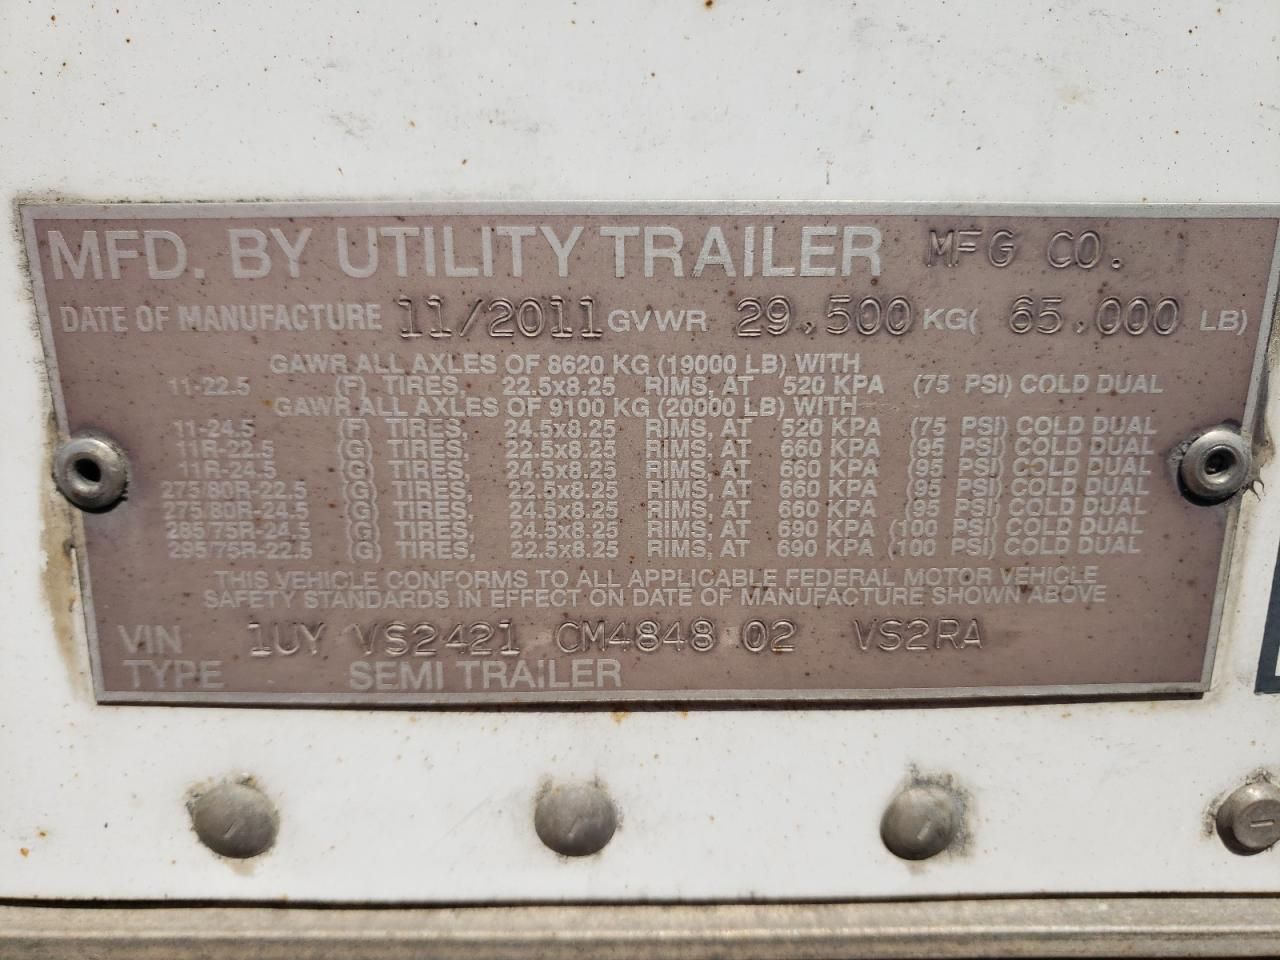 MFD. BY UTILITY TRAILER MFG CO.
DATE OF MANUFACTURE 11/2011 GVWR 29,500 KG( 65,000 LB)
GAWR ALL AXLES OF 8620 KG (19000 LB) WITH
11-22.5 (F) TIRES, 22.5x8.25 RIMS, AT 520 KPA (75 PSI) COLD DUAL
GAWR ALL AXLES OF 9100 KG (20000 LB) WITH
11-24.5 (F) TIRES, 24.5x8.25 RIMS, AT 520 KPA (75 PSI) COLD DUAL
11R-22.5 (G) TIRES, 22.5x8.25 RIMS, AT 660 KPA (95 PSI) COLD DUAL
11R-24.5 (G) TIRES, 24.5x8.25 RIMS, AT 660 KPA (95 PSI) COLD DUAL
275/80R-22.5 (G) TIRES, 22.5x8.25 RIMS, AT 660 KPA (95 PSI) COLD DUAL
275/80R-24.5 (G) TIRES, 24.5x8.25 RIMS, AT 660 KPA (95 PSI) COLD DUAL
285/75R-24.5 (G) TIRES, 24.5x8.25 RIMS, AT 690 KPA (100 PSI) COLD DUAL
295/75R-22.5 (G) TIRES, 22.5x8.25 RIMS, AT 690 KPA (100 PSI) COLD DUAL
THIS VEHICLE CONFORMS TO ALL APPLICABLE FEDERAL MOTOR VEHICLE
SAFETY STANDARDS IN EFFECT ON DATE OF MANUFACTURE SHOWN ABOVE
VIN 1UY VS2421 CM4848 02 VS2RA
TYPE SEMI TRAILER